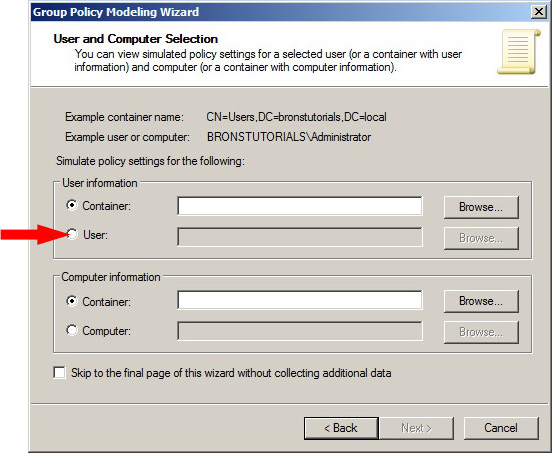 Group Policy Modeling Wizard
User and Computer Selection
You can view simulated policy settings for a selected user (or a container with user
information) and computer (or a container with computer information).
Example container name: CN=Users,DC=bronstutorials,DC=local
Example user or computer: BRONSTUTORIALS\Administrator
Simulate policy settings for the following:
User information
Container: Browse...
User: Browse...
Computer information
Container: Browse...
Computer: Browse...
Skip to the final page of this wizard without collecting additional data
< Back Next > Cancel